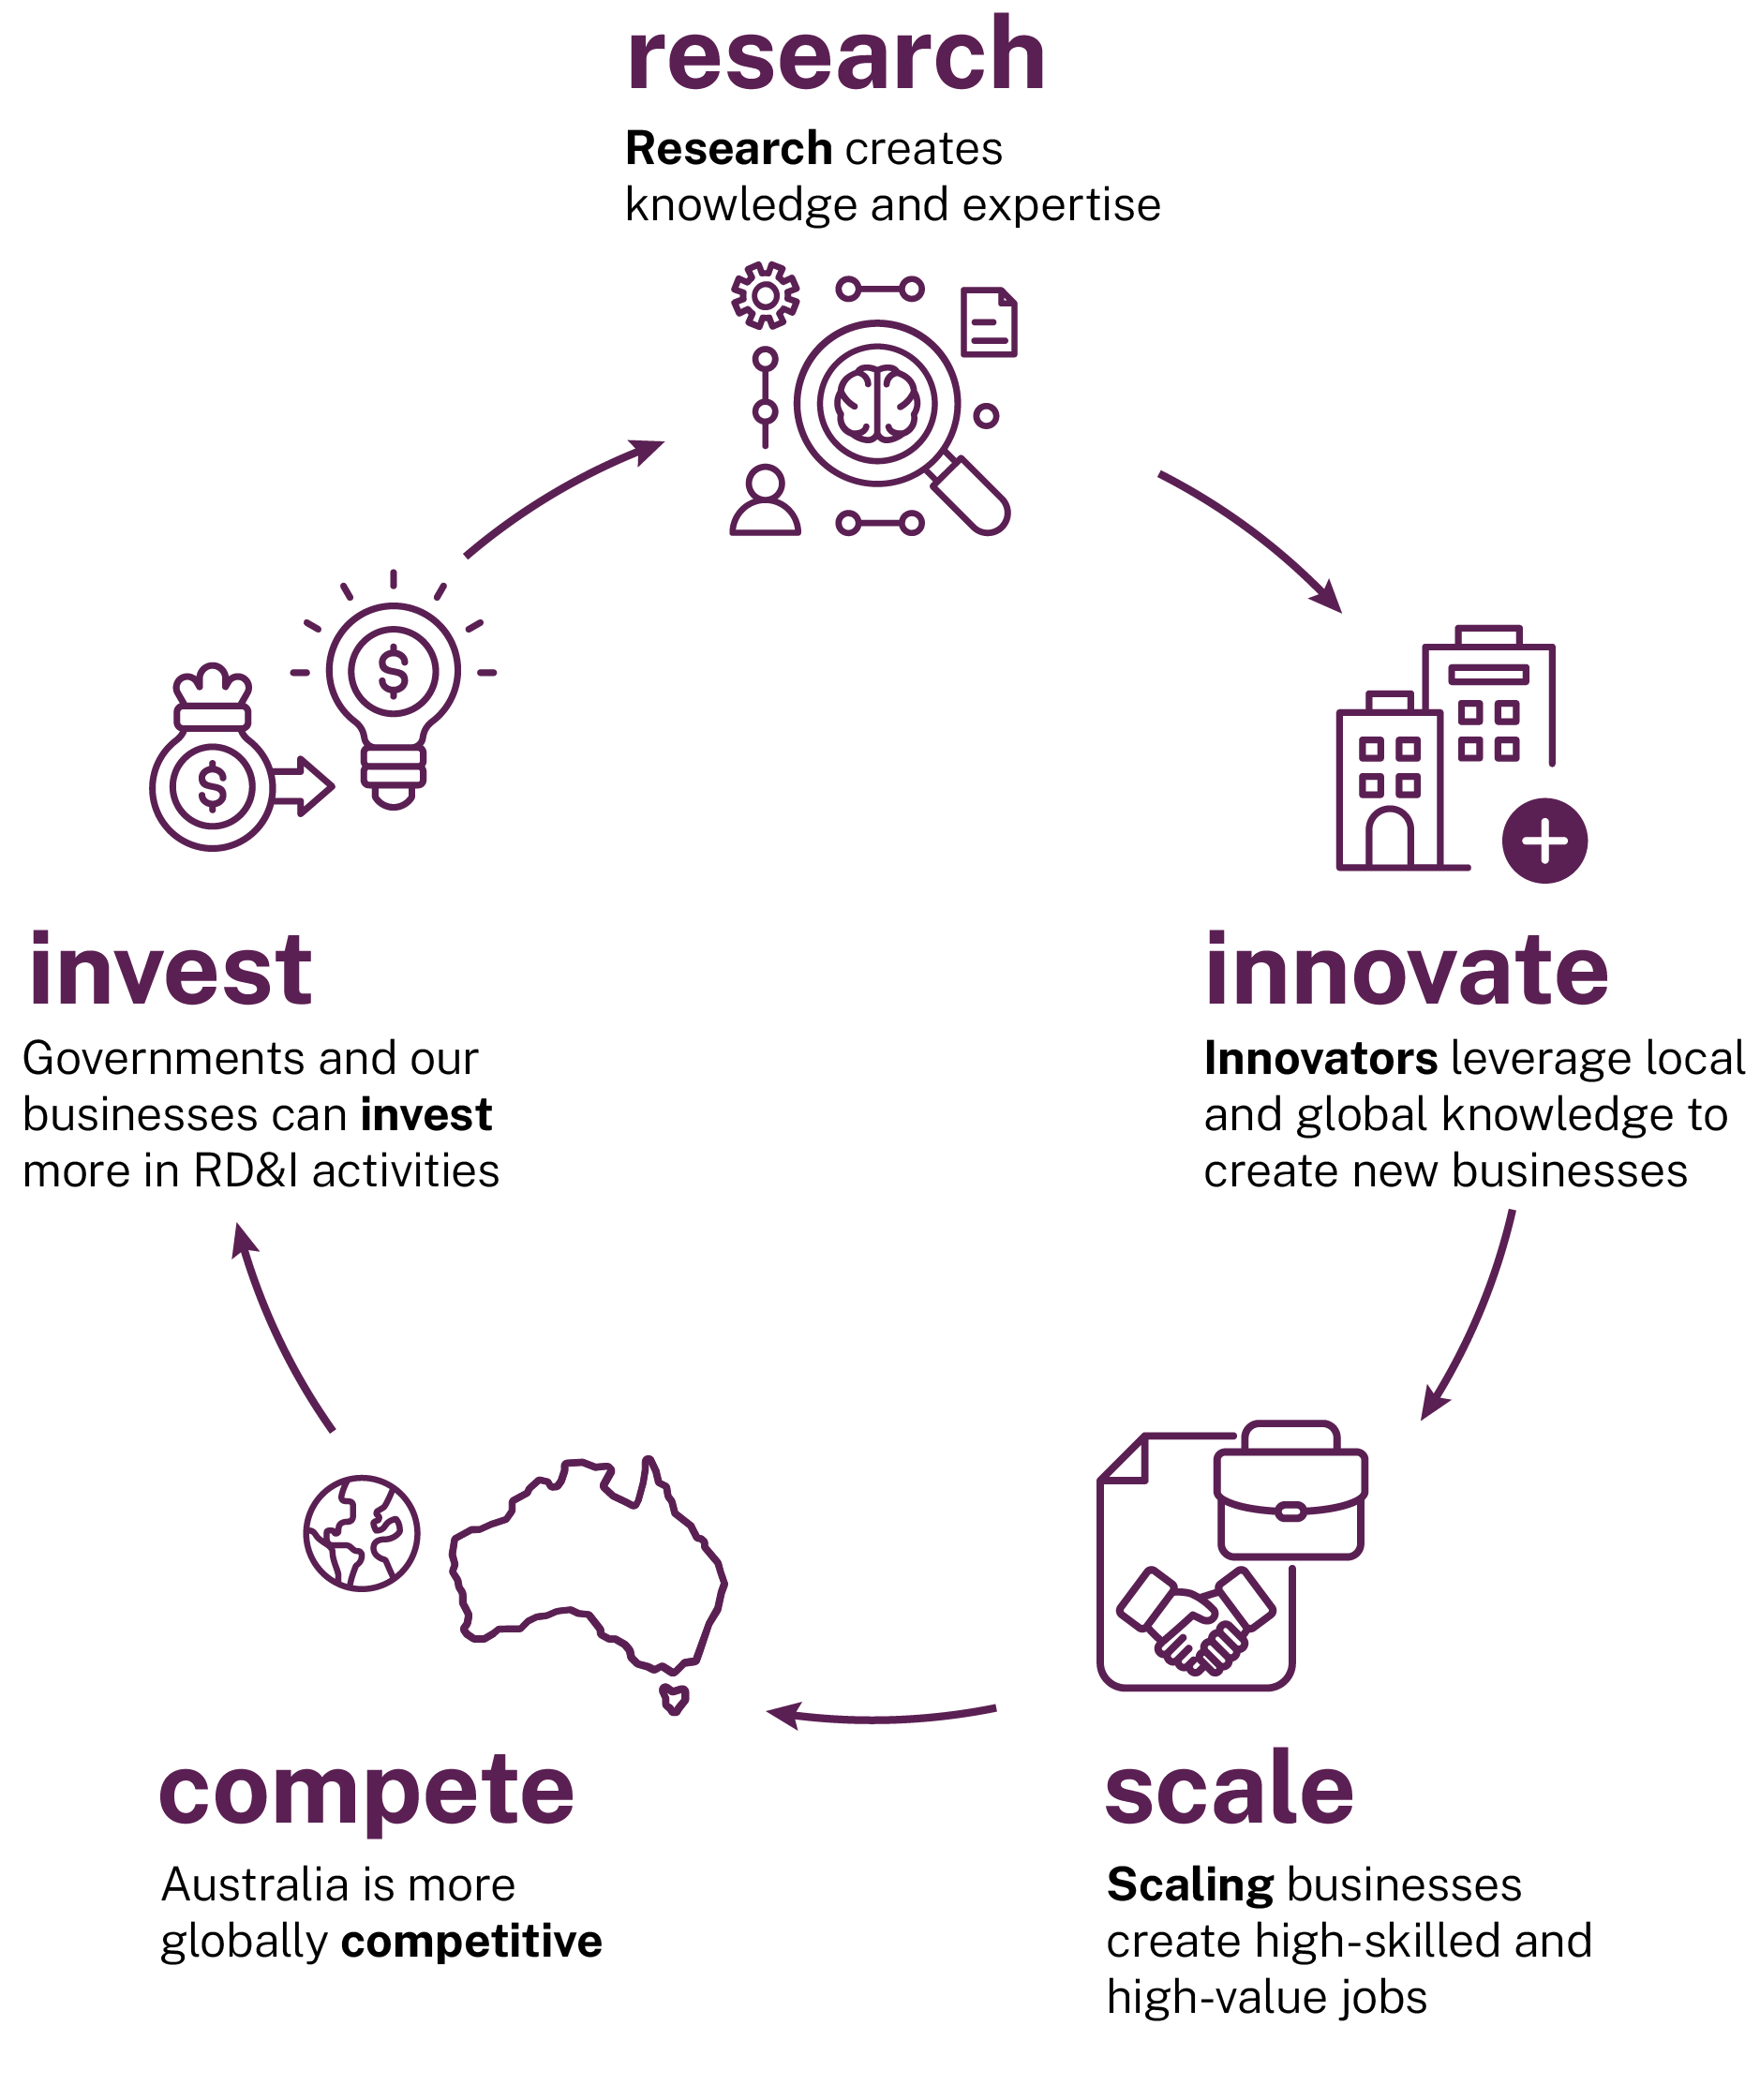 research
Research creates
knowledge and expertise
invest
Governments and our
businesses can invest
more in RD&I activities
innovate
Innovators leverage local
and global knowledge to
create new businesses
compete
Australia is more
globally competitive
scale
Scaling businesses
create high-skilled and
high-value jobs
$
$